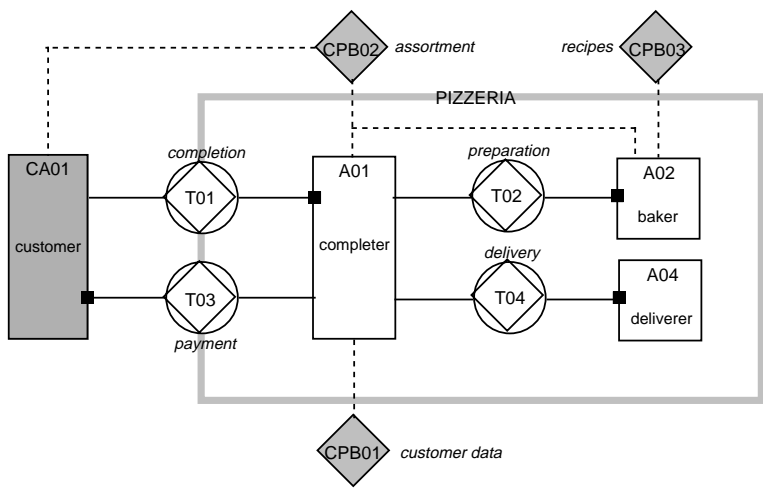 CPB02 assortment
recipes CPB03
PIZZERIA
completion
preparation
CA01
A01
A02
T01
T02
baker
customer
completer
delivery
A04
T03
T04
deliverer
payment
CPB01 customer data